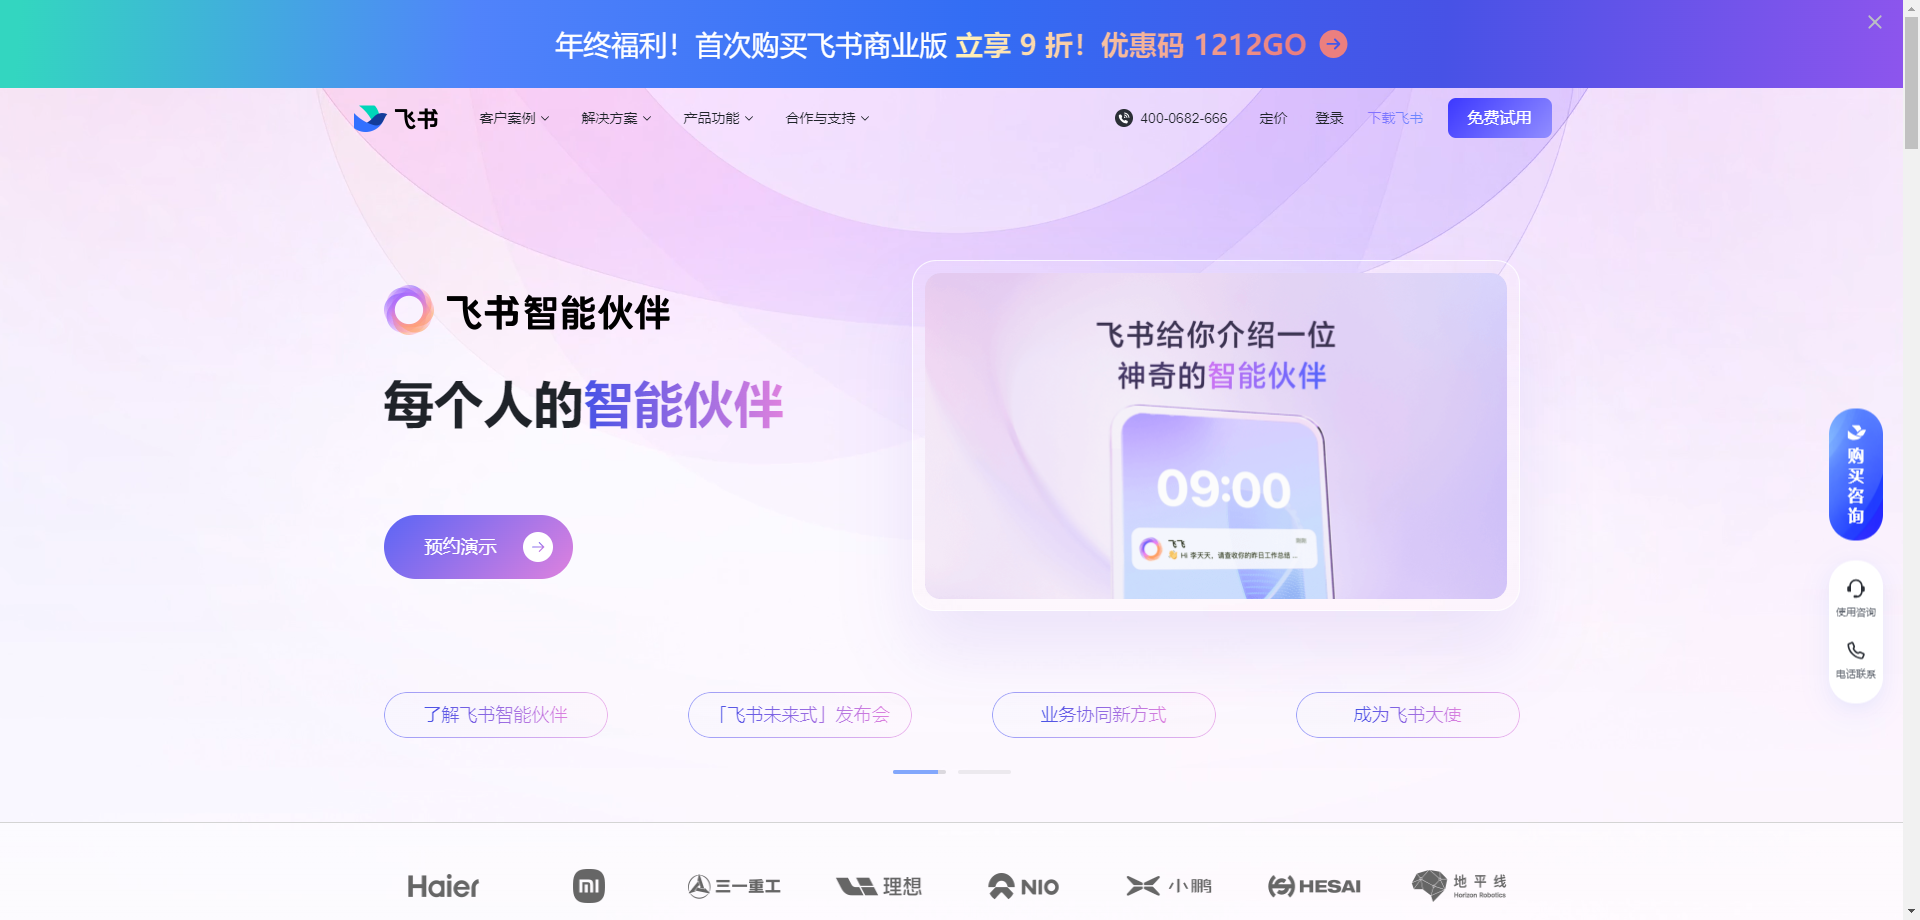 年终福利！首次购买飞书商业版 立享 9 折！优惠码 1212GO
飞书
客户案例
解决方案
产品功能
合作与支持
400-0682-666
定价
登录
下载飞书
免费试用
飞书智能伙伴
每个人的智能伙伴
预约演示
飞书给你介绍一位
神奇的智能伙伴
09:00
飞飞
Hi 李天天，请查收你的昨日工作总结 ...
购买咨询
使用咨询
电话联系
了解飞书智能伙伴
「飞书未来式」发布会
业务协同新方式
成为飞书大使
Haier
mi
三一重工
理想
NIO
小鹏
HESAI
地平线
Horizon Robotics